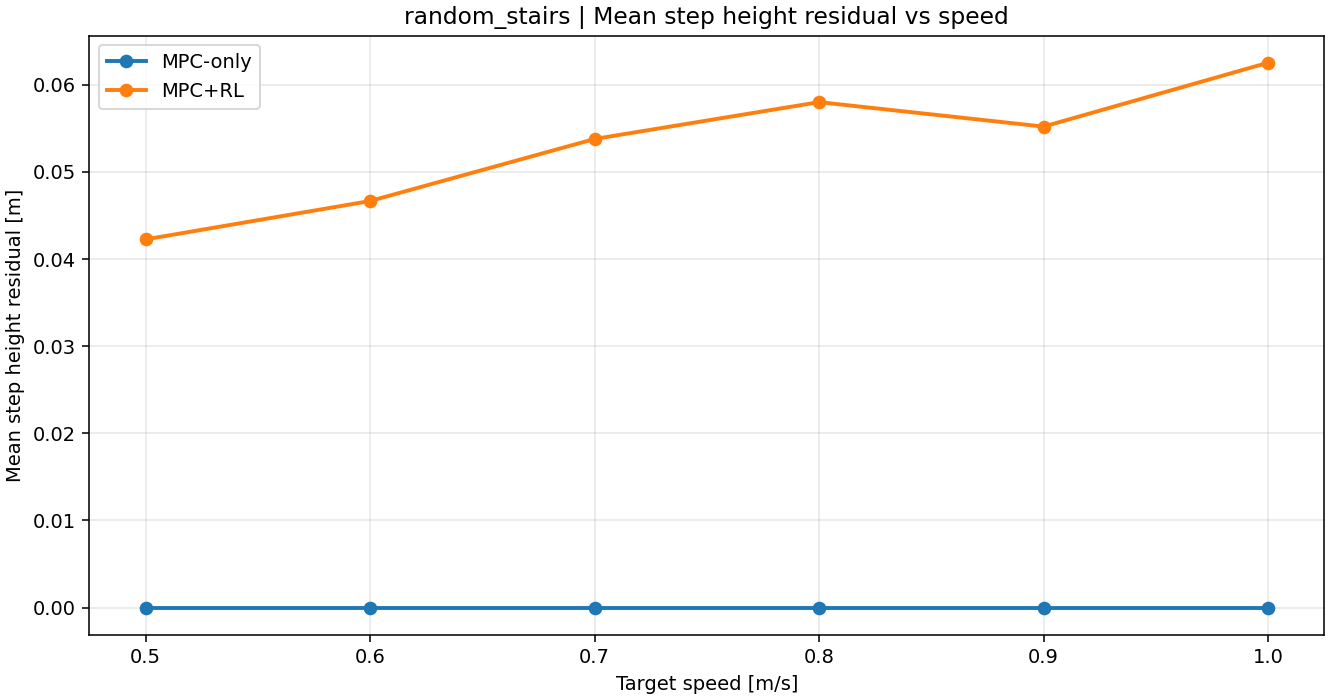 random_stairs | Mean step height residual vs speed
MPC-only
MPC+RL
Mean step height residual [m]
0.06
0.05
0.04
0.03
0.02
0.01
0.00
0.5 0.6 0.7 0.8 0.9 1.0
Target speed [m/s]